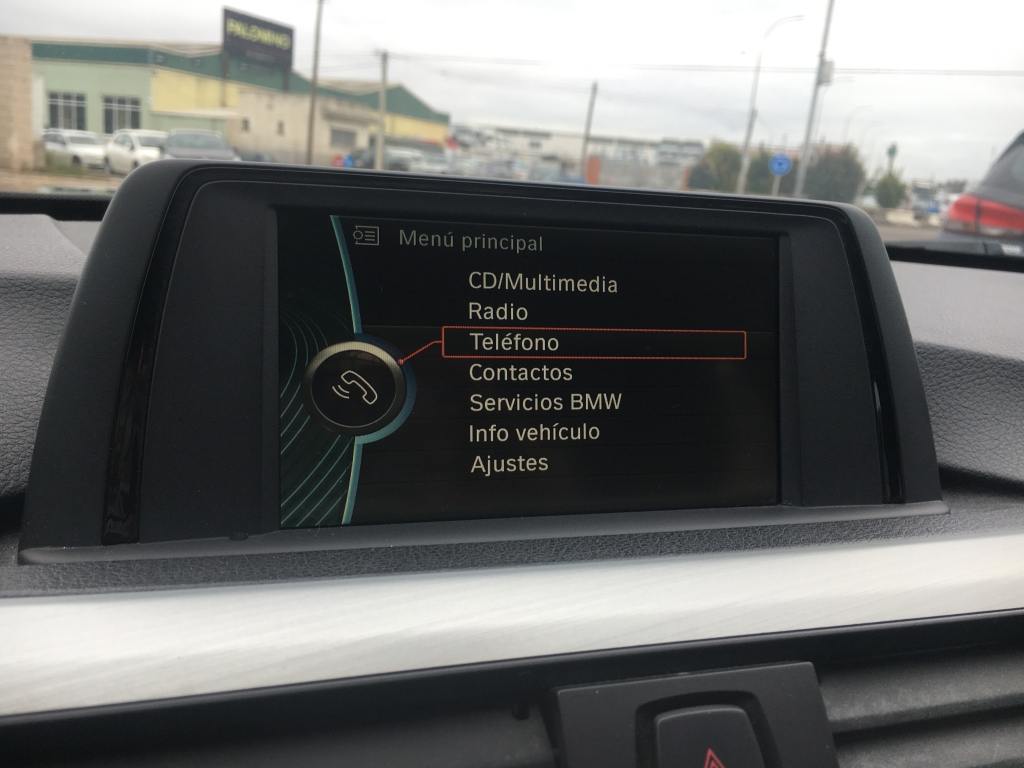 PALOMINO
Menú principal
CD/Multimedia
Radio
Teléfono
Contactos
Servicios BMW
Info vehículo
Ajustes